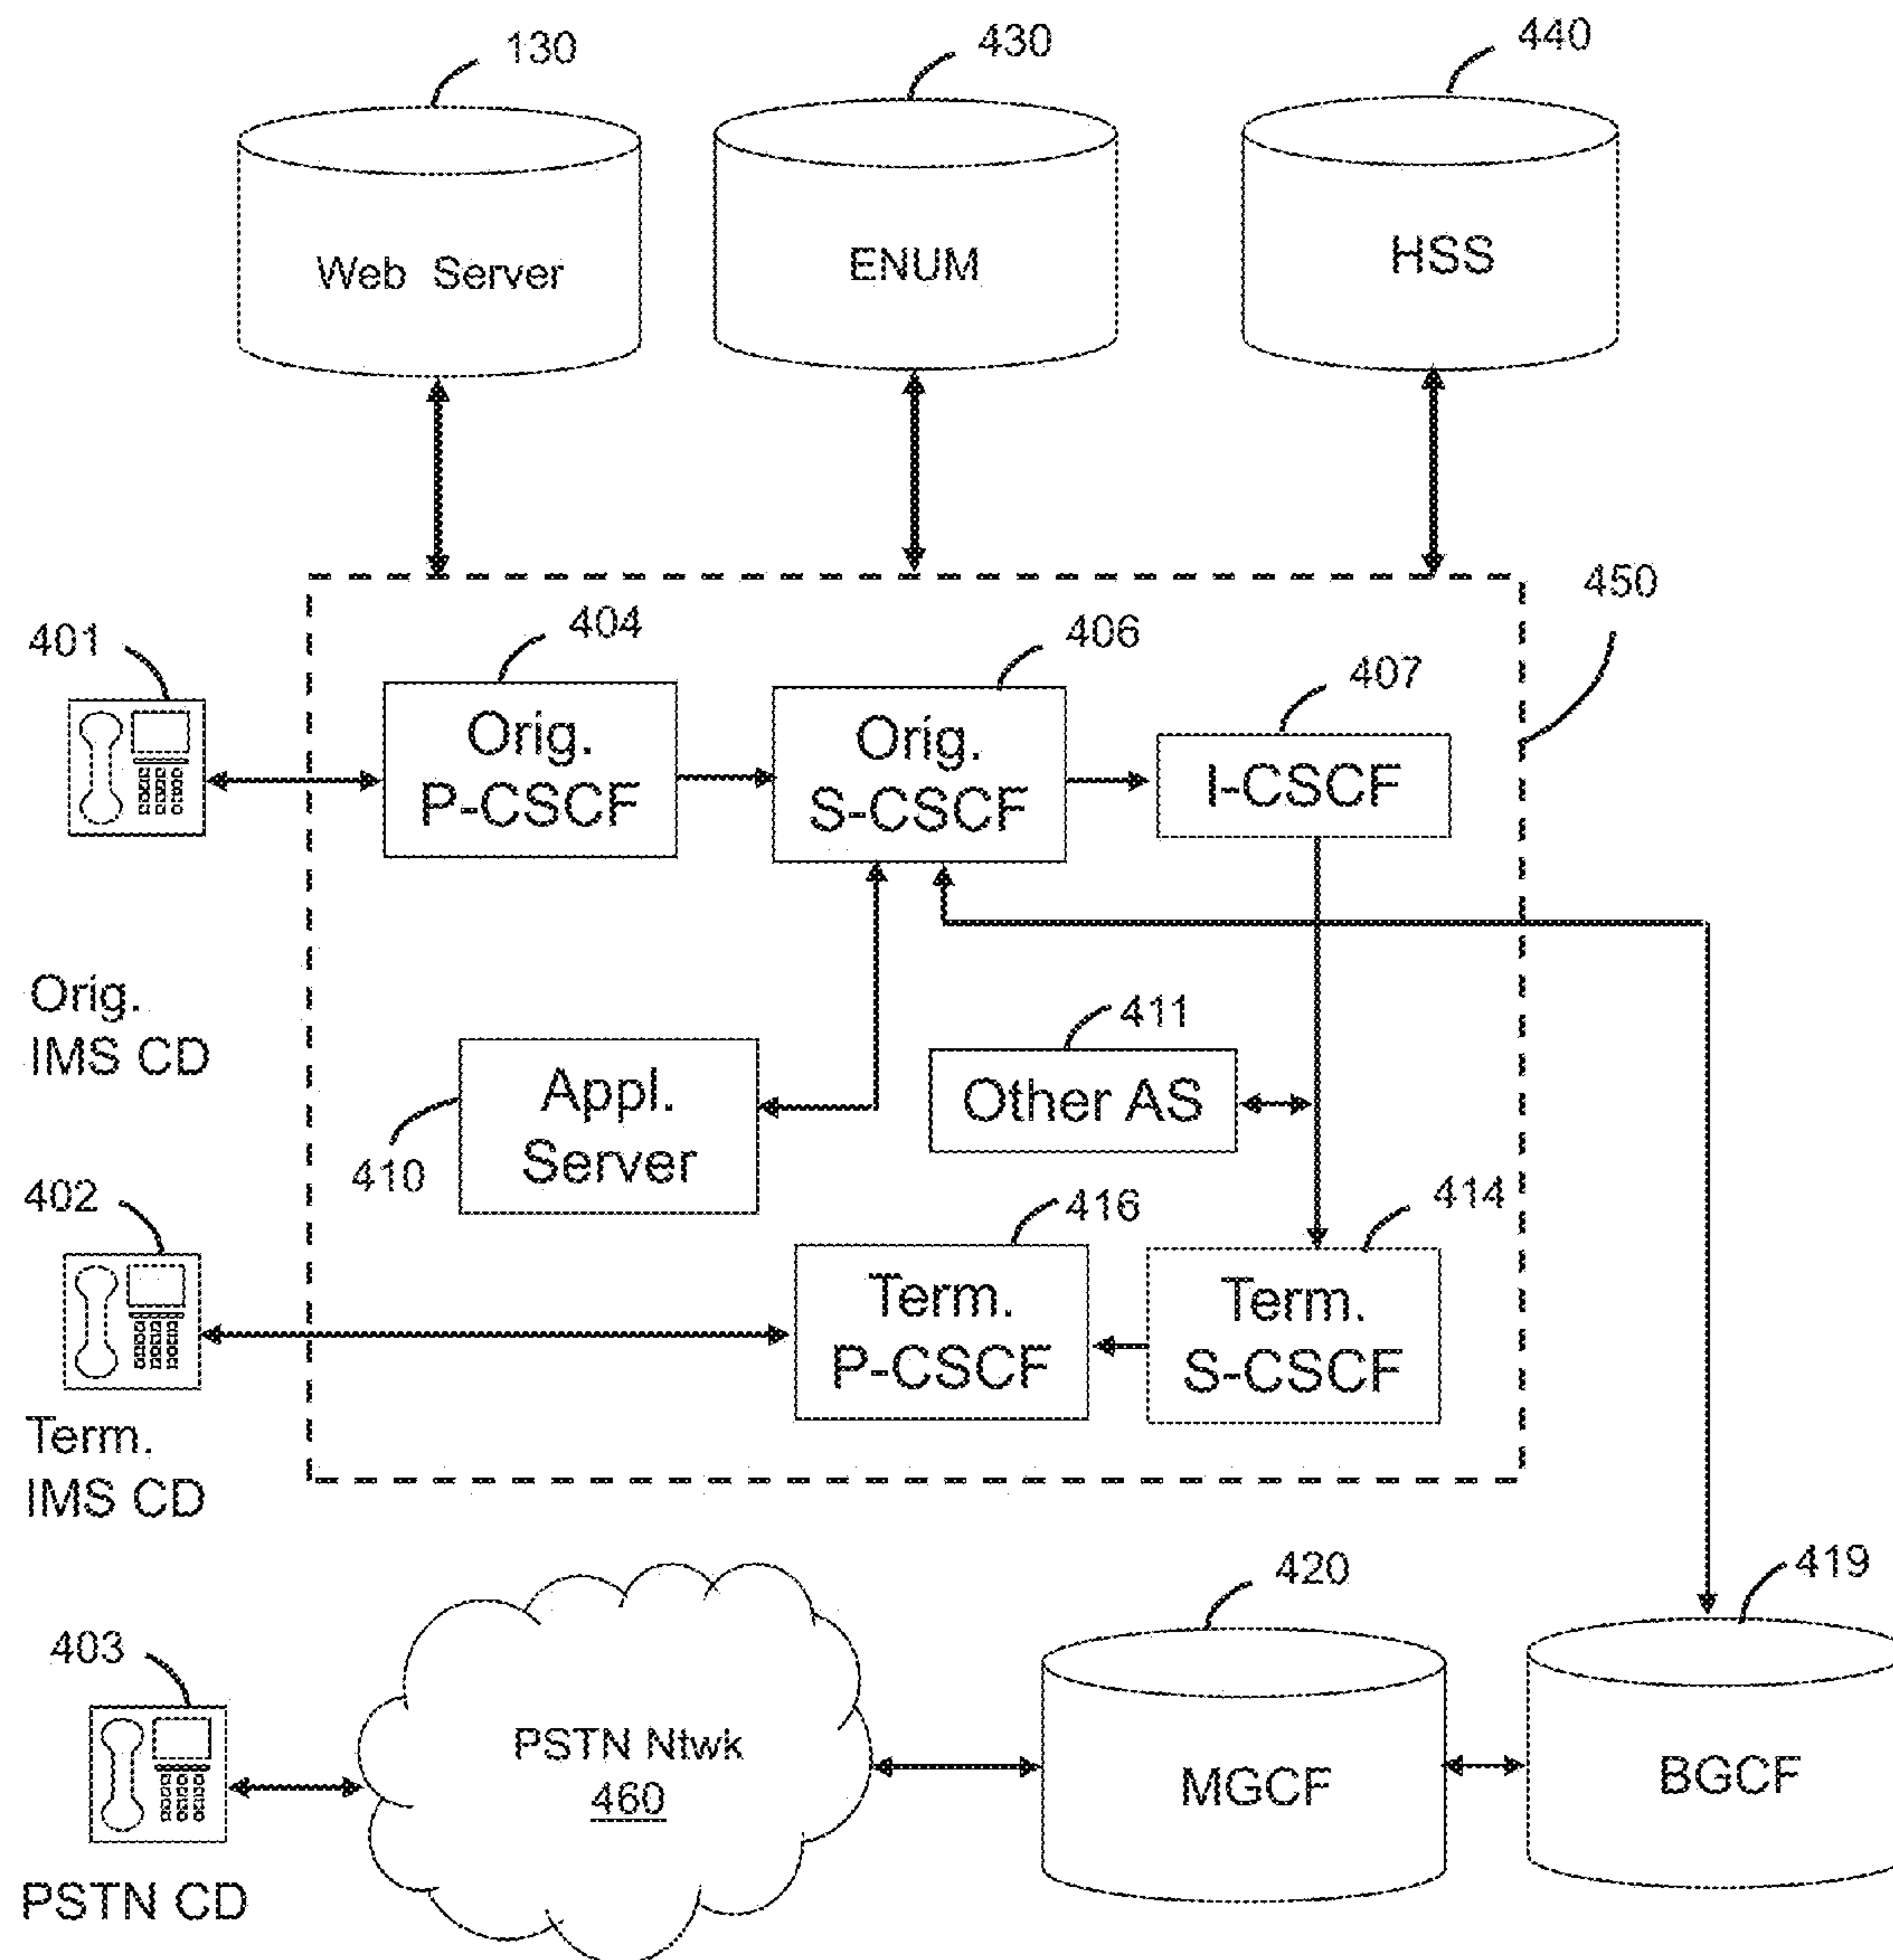 130
430
440
Web Server
ENUM
HSS
450
401
404
406
407
Orig.
P-CSCF
Orig.
S-CSCF
I-CSCF
Orig.
IMS CD
411
Appl.
Server
Other AS
410
402
416
414
Term.
P-CSCF
Term.
S-CSCF
Term.
IMS CD
420
419
403
PSTN Ntwk
460
MGCF
BGCF
PSTN CD